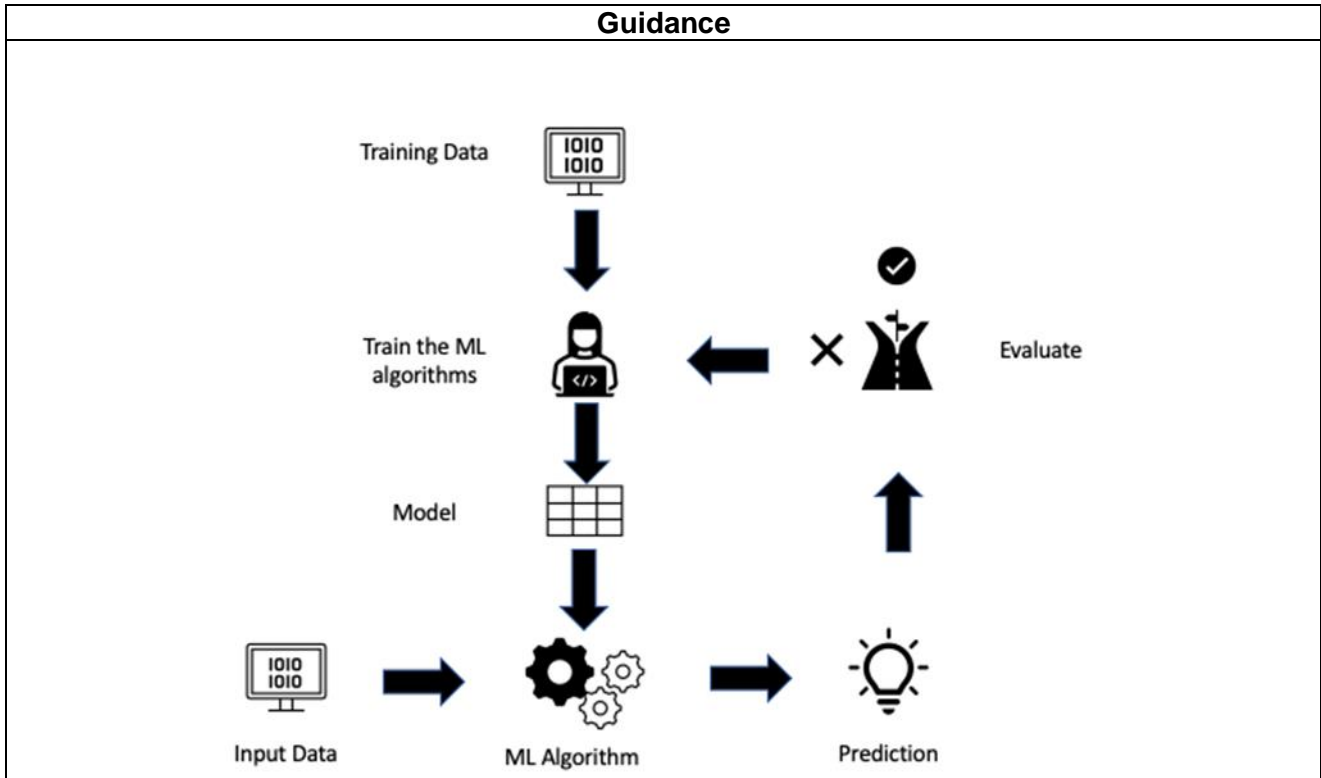 Guidance
Training Data
1010
1010
Train the ML
algorithms
</>
Evaluate
Model
1010
1010
Input Data
ML Algorithm
Prediction